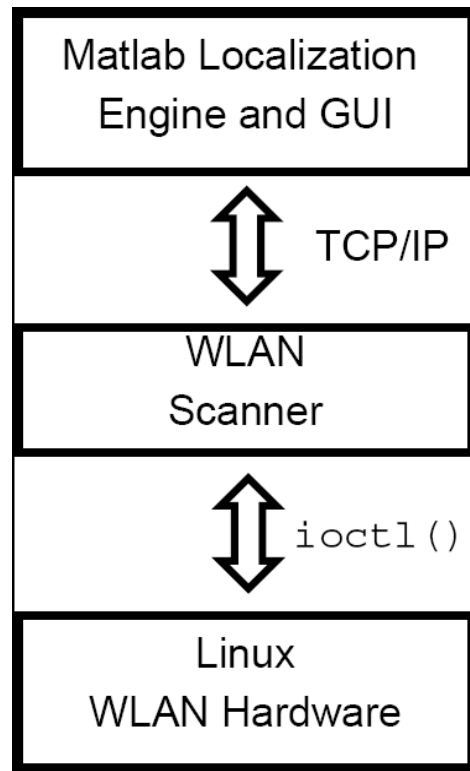 Matlab Localization
Engine and GUI
TCP/IP
WLAN
Scanner
ioctl()
Linux
WLAN Hardware